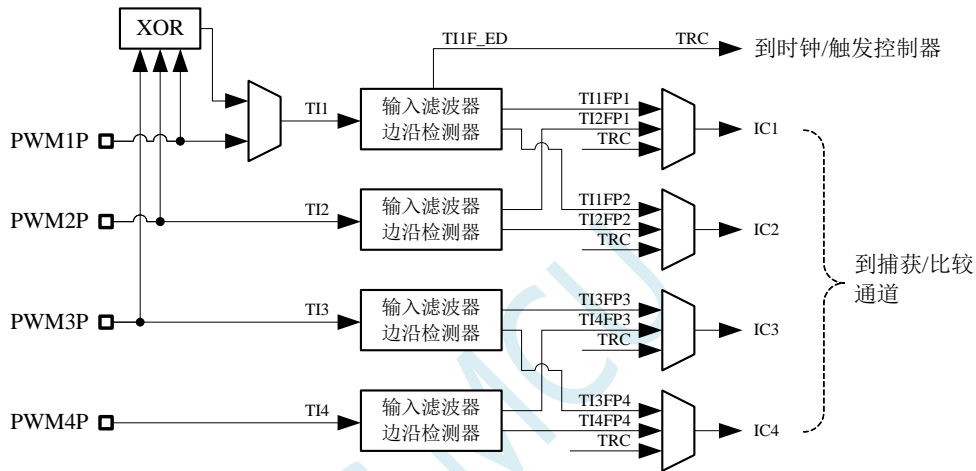 XOR
TI1F_ED
TRC
到时钟/触发控制器
PWM1P
TI1
输入滤波器
边沿检测器
TI1FP1
TI2FP1
TRC
IC1
PWM2P
TI2
输入滤波器
边沿检测器
TI1FP2
TI2FP2
TRC
IC2
到捕获/比较
通道
PWM3P
TI3
输入滤波器
边沿检测器
TI3FP3
TI4FP3
TRC
IC3
PWM4P
TI4
输入滤波器
边沿检测器
TI3FP4
TI4FP4
TRC
IC4
MCU